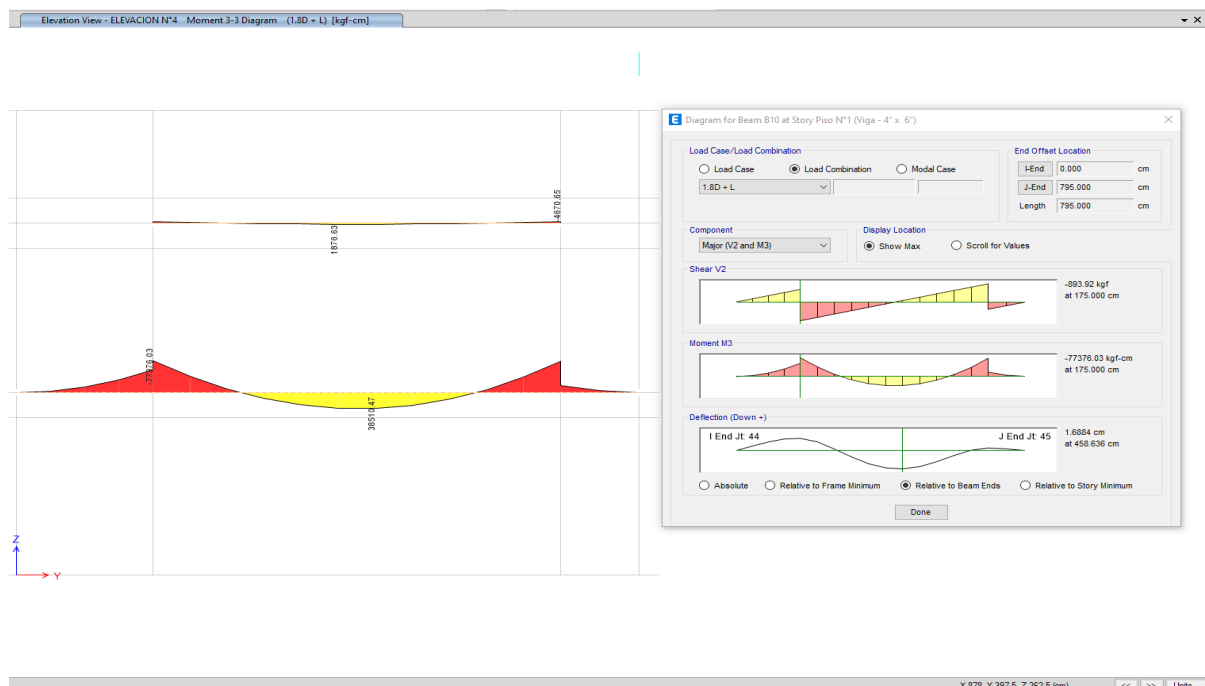 Elevation View - ELEVACION N°4 Moment 3-3 Diagram (1.8D + L) [kgf-cm]
-4670.65
1876.63
-77376.03
38510.47
Z
Y
E Diagram for Beam B10 at Story Piso N°1 (Viga - 4" x 6")
Load Case/Load Combination
Load Case
Load Combination
Modal Case
1.8D + L
End Offset Location
I-End 0.000 cm
J-End 795.000 cm
Length 795.000 cm
Component
Major (V2 and M3)
Display Location
Show Max
Scroll for Values
Shear V2
-893.92 kgf
at 175.000 cm
Moment M3
-77376.03 kgf-cm
at 175.000 cm
Deflection (Down +)
I End Jt: 44
J End Jt: 45
1.6884 cm
at 458.636 cm
Absolute
Relative to Frame Minimum
Relative to Beam Ends
Relative to Story Minimum
Done
<< >>